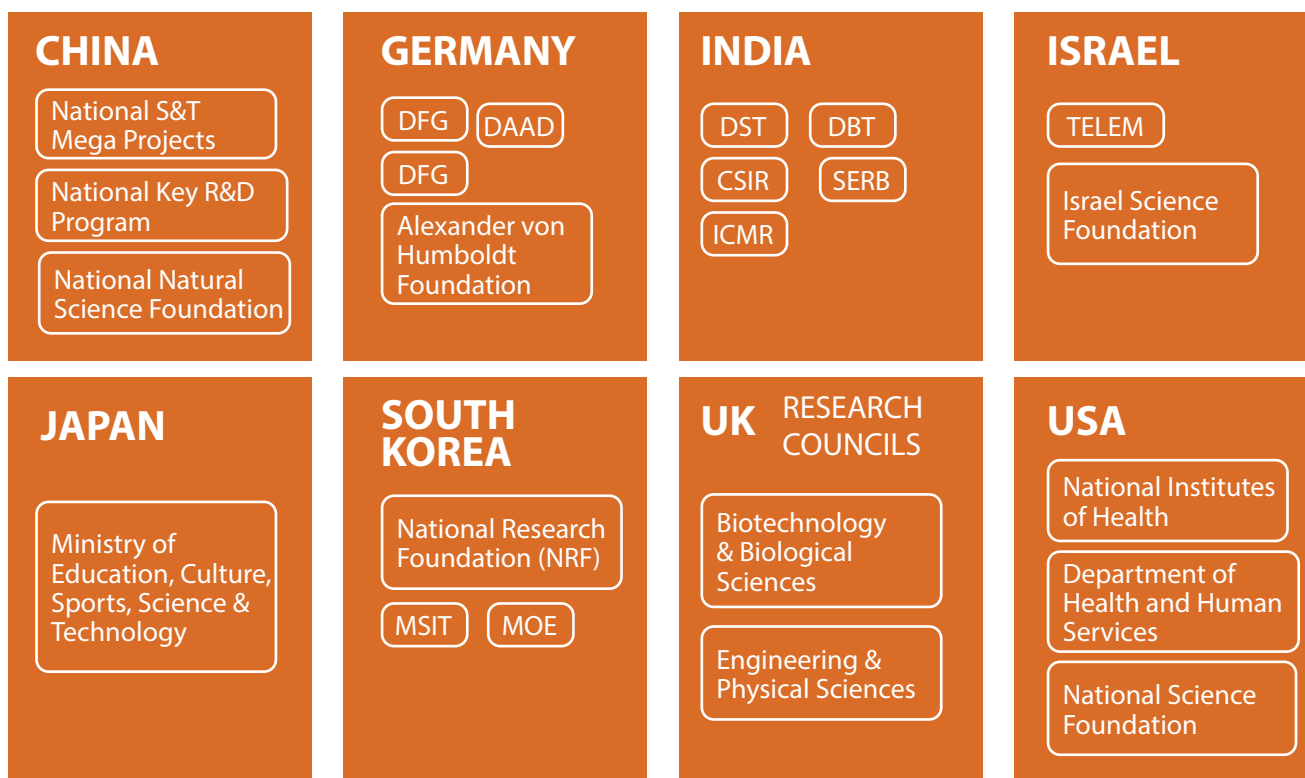 CHINA
National S&T
Mega Projects
National Key R&D
Program
National Natural
Science Foundation
GERMANY
DFG
DAAD
DFG
Alexander von
Humboldt
Foundation
INDIA
DST
DBT
CSIR
SERB
ICMR
ISRAEL
TELEM
Israel Science
Foundation
JAPAN
Ministry of
Education, Culture,
Sports, Science &
Technology
SOUTH
KOREA
National Research
Foundation (NRF)
MSIT
MOE
UK
RESEARCH
COUNCILS
Biotechnology
& Biological
Sciences
Engineering &
Physical Sciences
USA
National Institutes
of Health
Department of
Health and Human
Services
National Science
Foundation